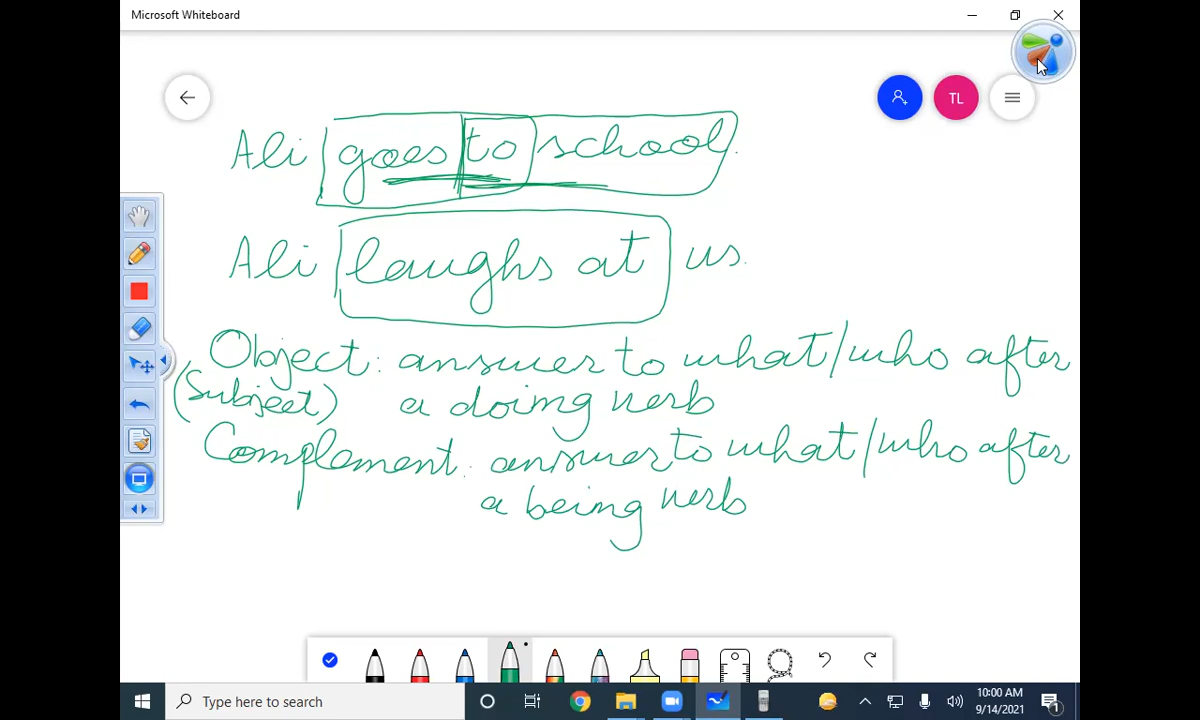 Microsoft Whiteboard
TL
Ali goes to school.
Ali laughs at us.
Object: answer to what/who after
(Subject) a doing verb
Complement: answer to what/who after
a being verb
Type here to search
10:00 AM
9/14/2021
1